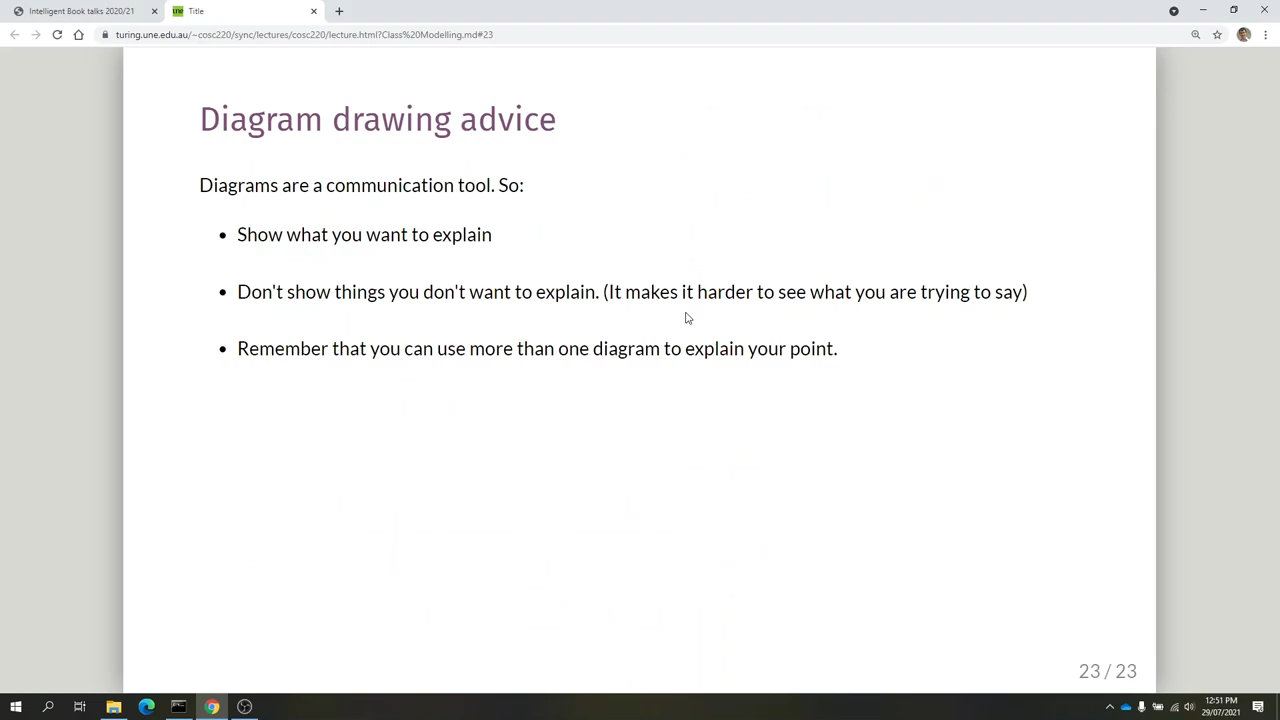 Intelligent Book talks 2020/21
une
Title
turing.une.edu.au/~cosc220/sync/lectures/cosc220/lecture.html?Class%20Modelling.md#23
Diagram drawing advice
Diagrams are a communication tool. So:
• Show what you want to explain
• Don't show things you don't want to explain. (It makes it harder to see what you are trying to say)
• Remember that you can use more than one diagram to explain your point.
23 / 23
12:51 PM
29/07/2021